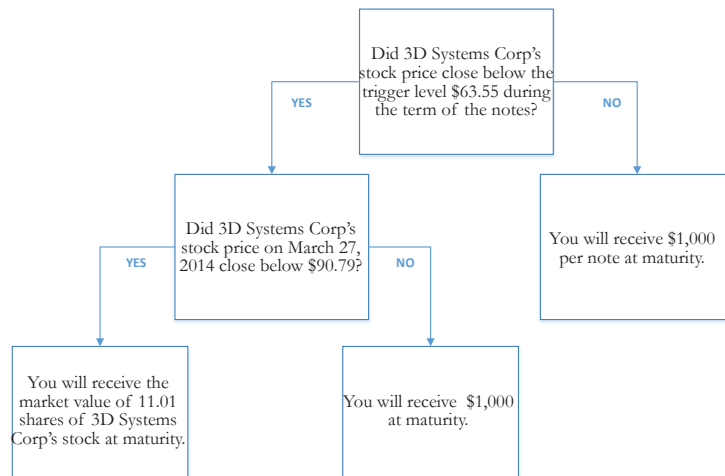 Did 3D Systems Corp's
stock price close below the
trigger level $63.55 during
the term of the notes?
YES
NO
Did 3D Systems Corp's
stock price on March 27,
2014 close below $90.79?
You will receive $1,000
per note at maturity.
YES
NO
You will receive the
market value of 11.01
shares of 3D Systems
Corp's stock at maturity.
You will receive $1,000
at maturity.